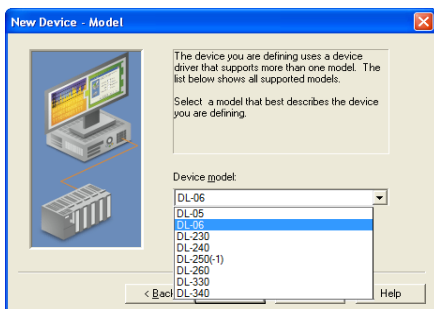 New Device - Model
The device you are defining uses a device
driver that supports more than one model. The
list below shows all supported models.
Select a model that best describes the device
you are defining.
Device model:
DL-06
DL-05
DL-06
DL-230
DL-240
DL-250(-1)
DL-260
DL-330
DL-340
< Back
Help